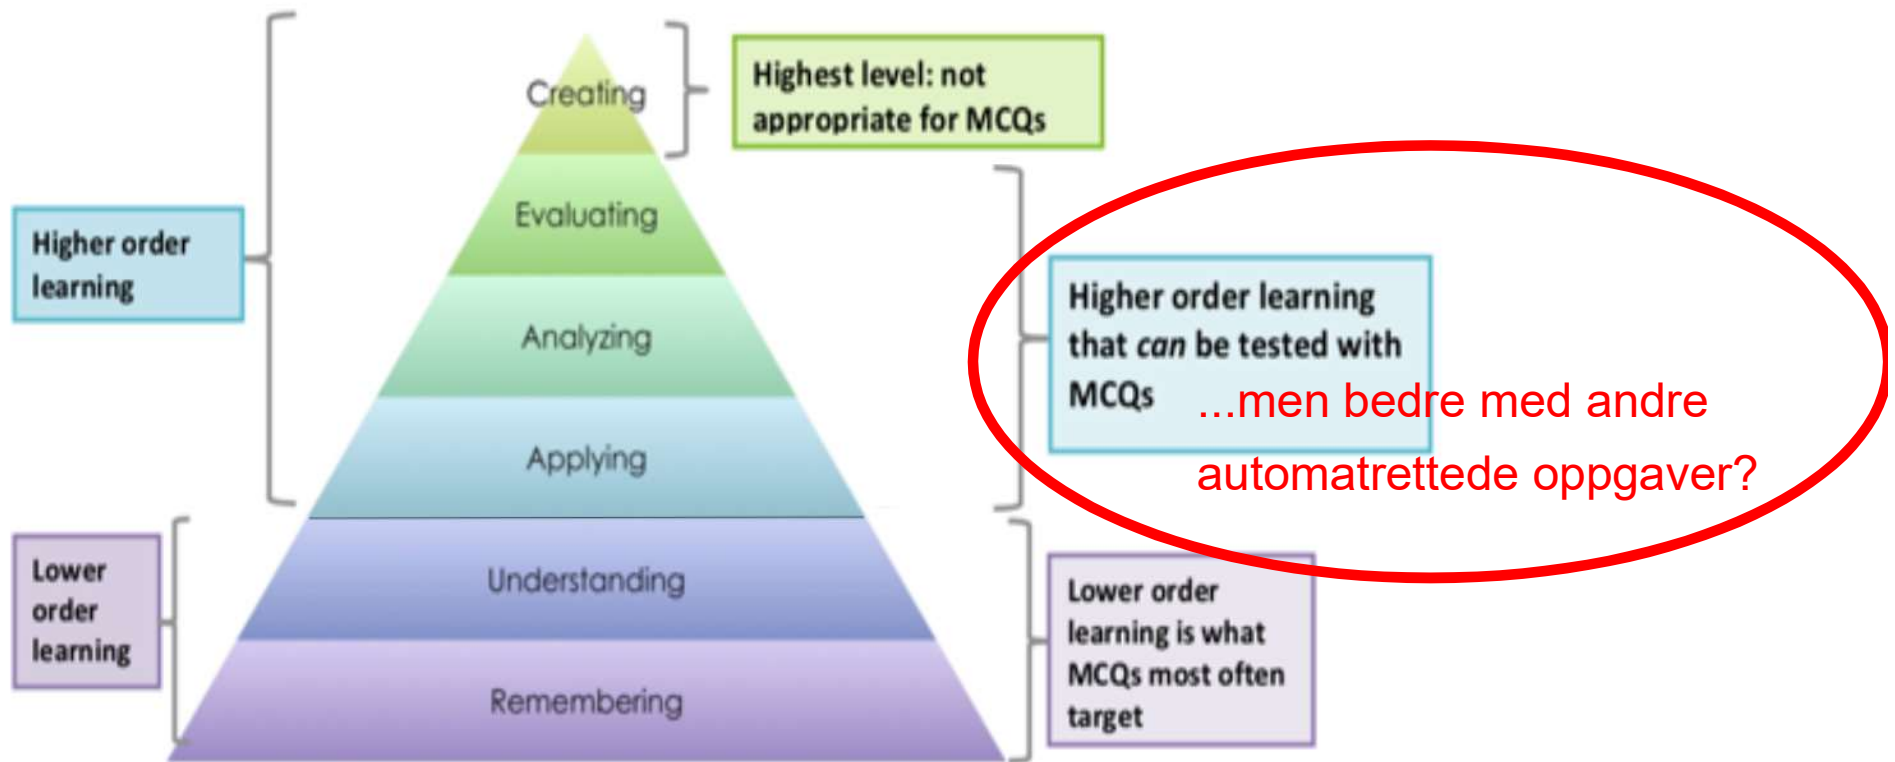 Creating
Highest level: not
appropriate for MCQs
Evaluating
Higher order
learning
Analyzing
Higher order learning
that can be tested with
MCQs
...men bedre med andre
automatrettede oppgaver?
Applying
Lower
order
learning
Understanding
Remembering
Lower order
learning is what
MCQs most often
target